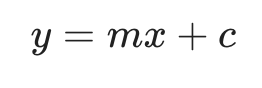 y = mx + c